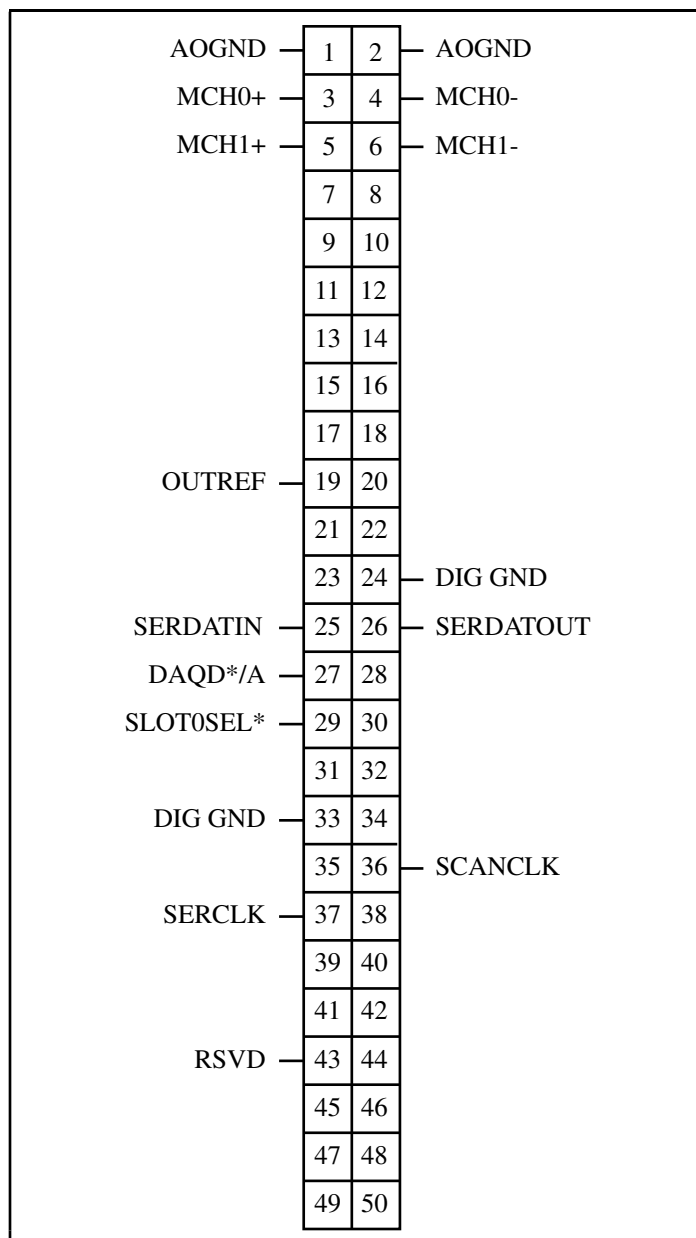 AOGND 1 2 AOGND
MCH0+ 3 4 MCH0-
MCH1+ 5 6 MCH1-
7 8
9 10
11 12
13 14
15 16
17 18
OUTREF 19 20
21 22
23 24 DIG GND
SERDATIN 25 26 SERDATOUT
DAQD*/A 27 28
SLOT0SEL* 29 30
31 32
DIG GND 33 34
35 36 SCANCLK
SERCLK 37 38
39 40
41 42
RSVD 43 44
45 46
47 48
49 50